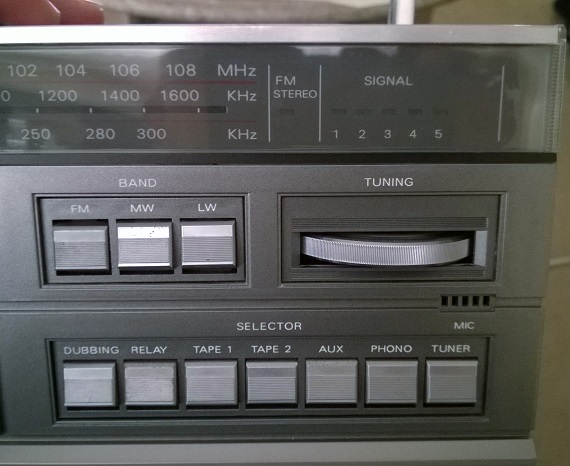 102 104 106 108 MHz
0 1200 1400 1600 KHz
250 280 300 KHz
FM
STEREO
SIGNAL
1 2 3 4 5
BAND
FM MW LW
TUNING
SELECTOR
MIC
DUBBING RELAY TAPE 1 TAPE 2 AUX PHONO TUNER